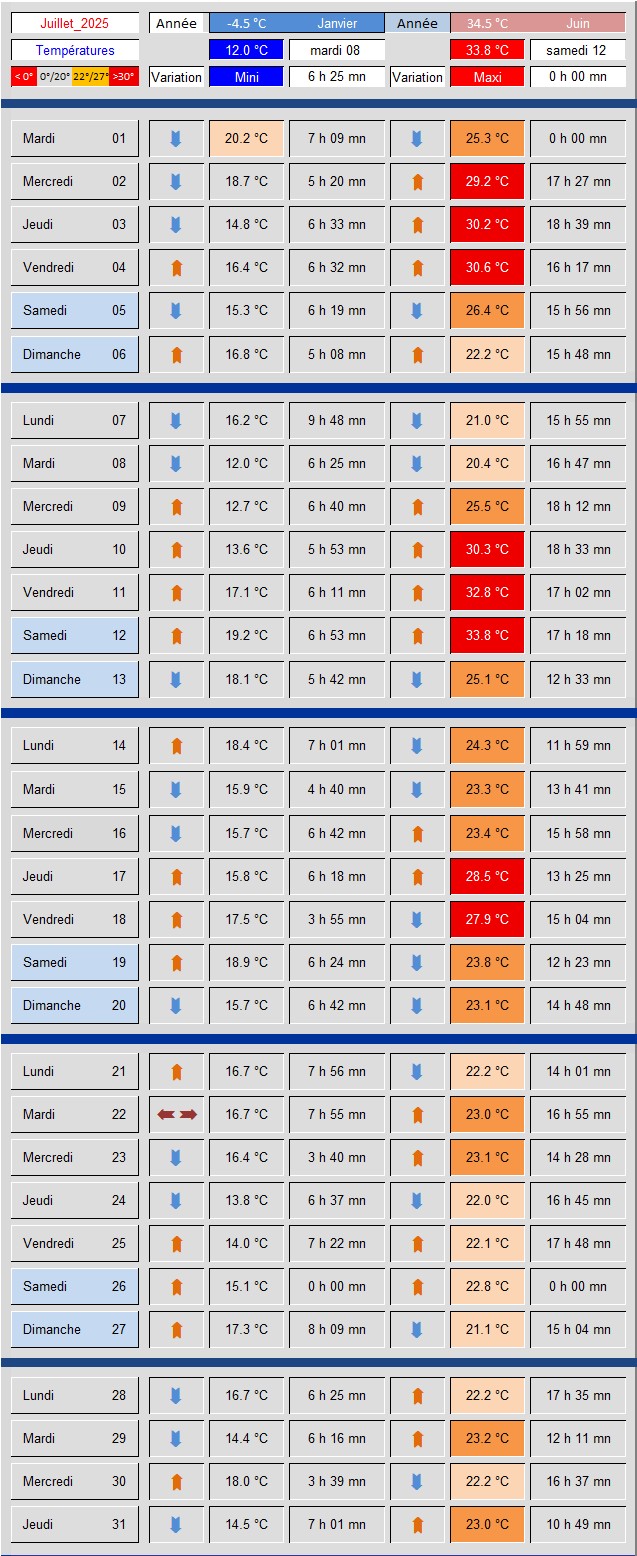 Juillet_2025 Année -4.5 °C Janvier Année 34.5 °C Juin
Températures 12.0 °C mardi 08 33.8 °C samedi 12
< 0° 0°/20° 22°/27° >30° Variation Mini 6 h 25 mn Variation Maxi 0 h 00 mn
Mardi 01 20.2 °C 7 h 09 mn 25.3 °C 0 h 00 mn
Mercredi 02 18.7 °C 5 h 20 mn 29.2 °C 17 h 27 mn
Jeudi 03 14.8 °C 6 h 33 mn 30.2 °C 18 h 39 mn
Vendredi 04 16.4 °C 6 h 32 mn 30.6 °C 16 h 17 mn
Samedi 05 15.3 °C 6 h 19 mn 26.4 °C 15 h 56 mn
Dimanche 06 16.8 °C 5 h 08 mn 22.2 °C 15 h 48 mn
Lundi 07 16.2 °C 9 h 48 mn 21.0 °C 15 h 55 mn
Mardi 08 12.0 °C 6 h 25 mn 20.4 °C 16 h 47 mn
Mercredi 09 12.7 °C 6 h 40 mn 25.5 °C 18 h 12 mn
Jeudi 10 13.6 °C 5 h 53 mn 30.3 °C 18 h 33 mn
Vendredi 11 17.1 °C 6 h 11 mn 32.8 °C 17 h 02 mn
Samedi 12 19.2 °C 6 h 53 mn 33.8 °C 17 h 18 mn
Dimanche 13 18.1 °C 5 h 42 mn 25.1 °C 12 h 33 mn
Lundi 14 18.4 °C 7 h 01 mn 24.3 °C 11 h 59 mn
Mardi 15 15.9 °C 4 h 40 mn 23.3 °C 13 h 41 mn
Mercredi 16 15.7 °C 6 h 42 mn 23.4 °C 15 h 58 mn
Jeudi 17 15.8 °C 6 h 18 mn 28.5 °C 13 h 25 mn
Vendredi 18 17.5 °C 3 h 55 mn 27.9 °C 15 h 04 mn
Samedi 19 18.9 °C 6 h 24 mn 23.8 °C 12 h 23 mn
Dimanche 20 15.7 °C 6 h 42 mn 23.1 °C 14 h 48 mn
Lundi 21 16.7 °C 7 h 56 mn 22.2 °C 14 h 01 mn
Mardi 22 16.7 °C 7 h 55 mn 23.0 °C 16 h 55 mn
Mercredi 23 16.4 °C 3 h 40 mn 23.1 °C 14 h 28 mn
Jeudi 24 13.8 °C 6 h 37 mn 22.0 °C 16 h 45 mn
Vendredi 25 14.0 °C 7 h 22 mn 22.1 °C 17 h 48 mn
Samedi 26 15.1 °C 0 h 00 mn 22.8 °C 0 h 00 mn
Dimanche 27 17.3 °C 8 h 09 mn 21.1 °C 15 h 04 mn
Lundi 28 16.7 °C 6 h 25 mn 22.2 °C 17 h 35 mn
Mardi 29 14.4 °C 6 h 16 mn 23.2 °C 12 h 11 mn
Mercredi 30 18.0 °C 3 h 39 mn 22.2 °C 16 h 37 mn
Jeudi 31 14.5 °C 7 h 01 mn 23.0 °C 10 h 49 mn